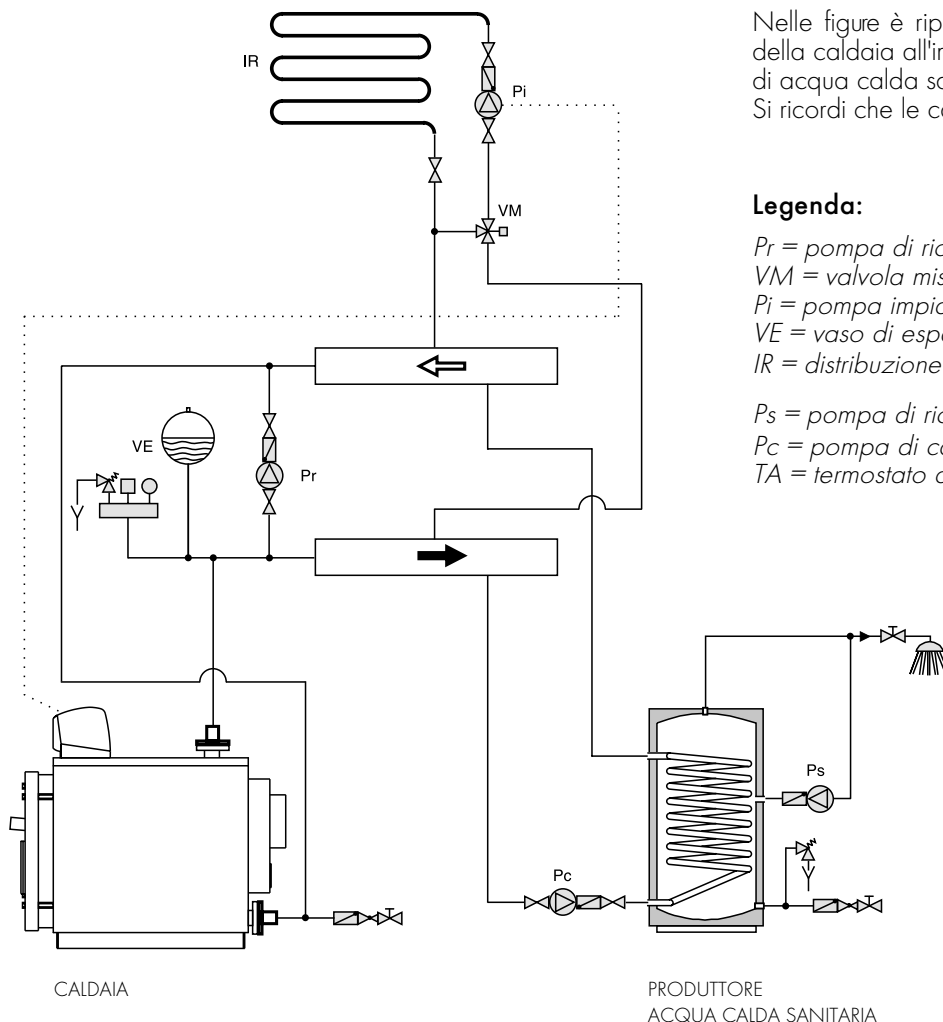 Nelle figure è rip
della caldaia all'in
di acqua calda sa
Si ricordi che le ca
Legenda:
Pr = pompa di ric
VM = valvola mis
Pi = pompa impia
VE = vaso di espa
IR = distribuzione
Ps = pompa di ric
Pc = pompa di ca
TA = termostato a
IR
Pi
VM
VE
Pr
Ps
Pc
CALDAIA
PRODUTTORE
ACQUA CALDA SANITARIA